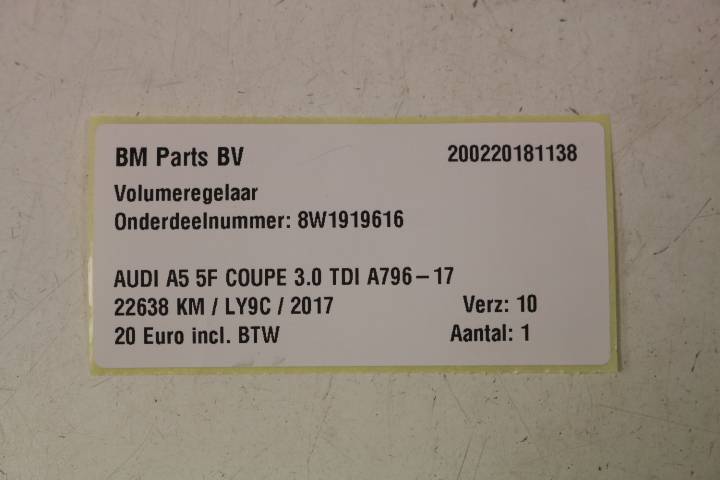 BM Parts BV 200220181138
Volumeregelaar
Onderdeelnummer: 8W1919616
AUDI A5 5F COUPE 3.0 TDI A796-17
22638 KM / LY9C / 2017 Verz: 10
20 Euro incl. BTW Aantal: 1